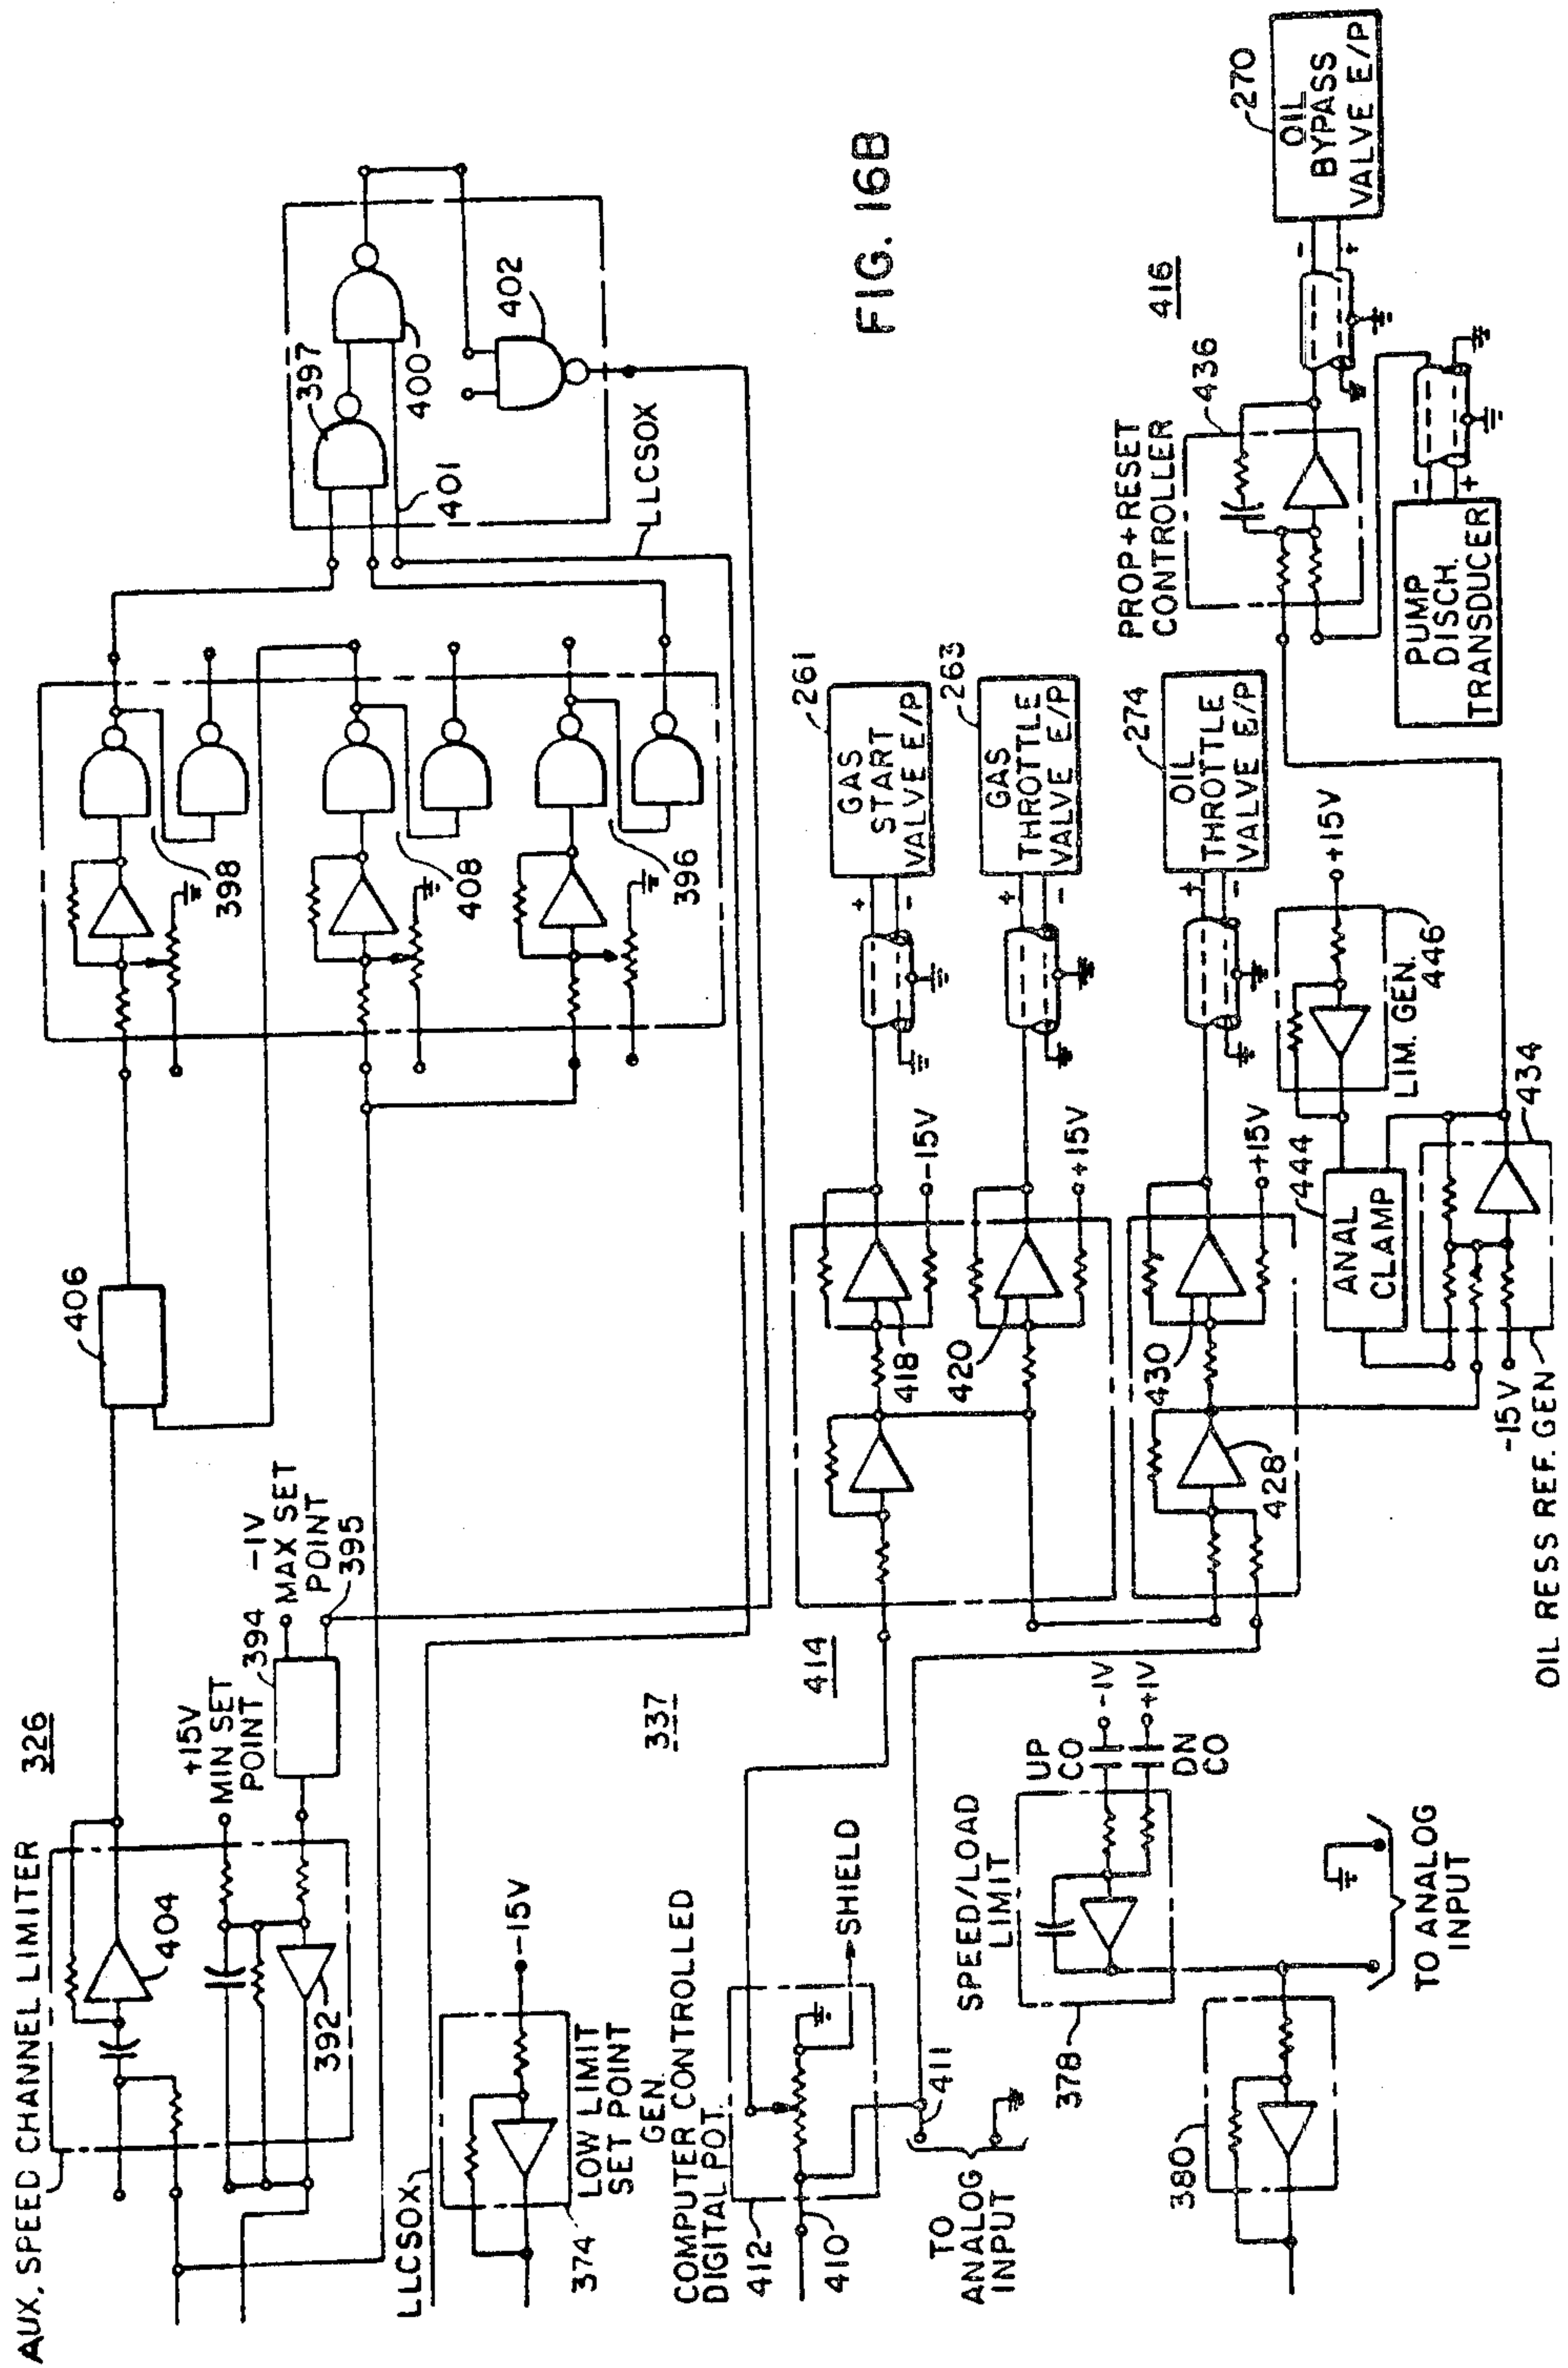 AUX. SPEED CHANNEL LIMITER
326
404
392
+15V
MIN SET
POINT
394
-1V
MAX SET
POINT
395
406
398
408
396
397
400
401
402
LLCSOX
LLCSOX
-15V
LOW LIMIT
SET POINT
GEN.
374
337
COMPUTER CONTROLLED
DIGITAL POT.
412
410
SHIELD
411
TO
ANALOG
INPUT
FIG. 16B
414
418
-15V
GAS
START
VALVE E/P
261
+
-
420
+15V
GAS
THROTTLE
VALVE E/P
263
+
-
430
428
+15V
OIL
THROTTLE
VALVE E/P
274
+
-
SPEED/LOAD
LIMIT
378
UP
CO
-1V
+1V
DN
CO
380
TO ANALOG
INPUT
444
ANAL
CLAMP
LIM. GEN.
446
+15V
434
-15V
OIL RESS REF. GEN
PROP+RESET
CONTROLLER
436
416
OIL
BYPASS
VALVE E/P
270
-
+
PUMP
DISCH.
TRANSDUCER
-
+